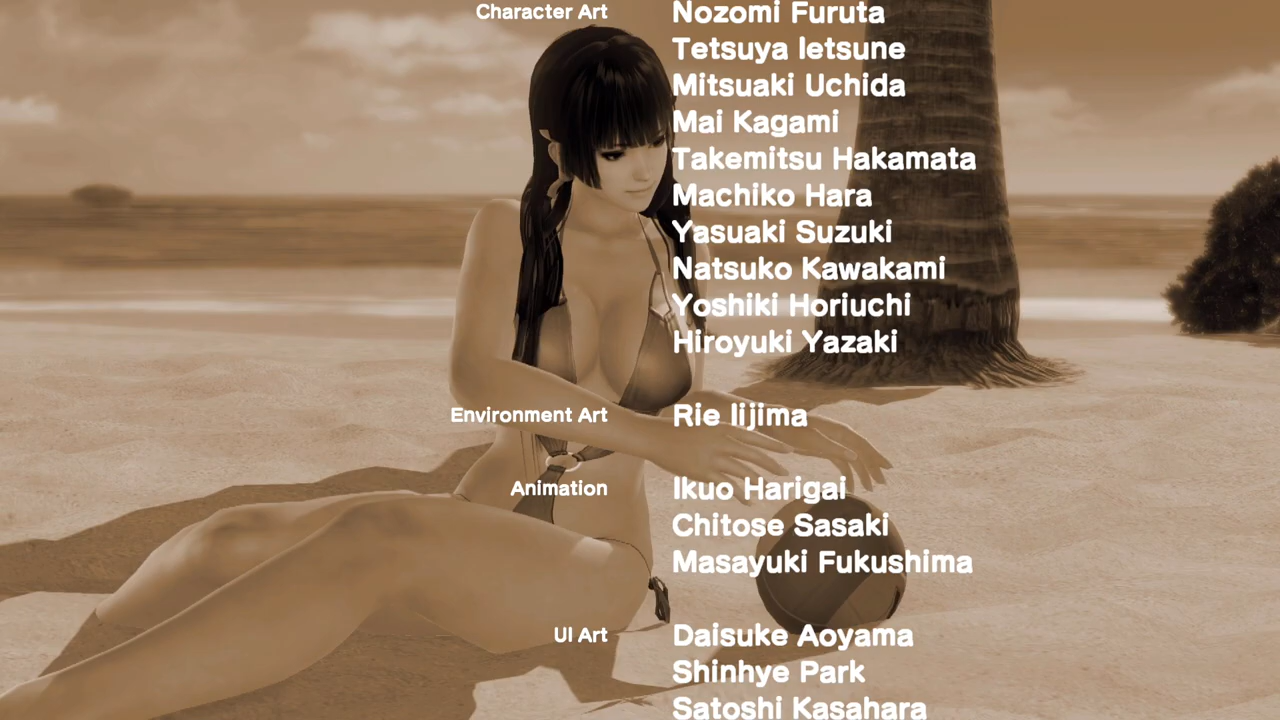 Character Art Nozomi Furuta
Tetsuya Ietsune
Mitsuaki Uchida
Mai Kagami
Takemitsu Hakamata
Machiko Hara
Yasuaki Suzuki
Natsuko Kawakami
Yoshiki Horiuchi
Hiroyuki Yazaki
Environment Art Rie Iijima
Animation Ikuo Harigai
Chitose Sasaki
Masayuki Fukushima
UI Art Daisuke Aoyama
Shinhye Park
Satoshi Kasahara